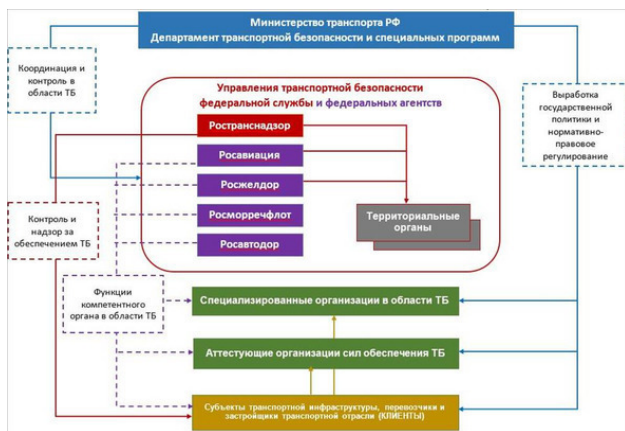 Министерство транспорта РФ
Департамент транспортной безопасности и специальных программ
Координация и
контроль в
области ТБ
Управления транспортной безопасности
федеральной службы и федеральных агентств
Выработка
государственной
политики и
нормативно-
правовое
регулирование
Ространснадзор
Росавиация
Росжелдор
Росморречфлот
Росавтодор
Территориальные
органы
Контроль и
надзор за
обеспечением ТБ
Функции
компетентного
органа в области ТБ
Специализированные организации в области ТБ
Аттестующие организации сил обеспечения ТБ
Субъекты транспортной инфраструктуры, перевозчики и
застройщики транспортной отрасли (КЛИЕНТЫ)